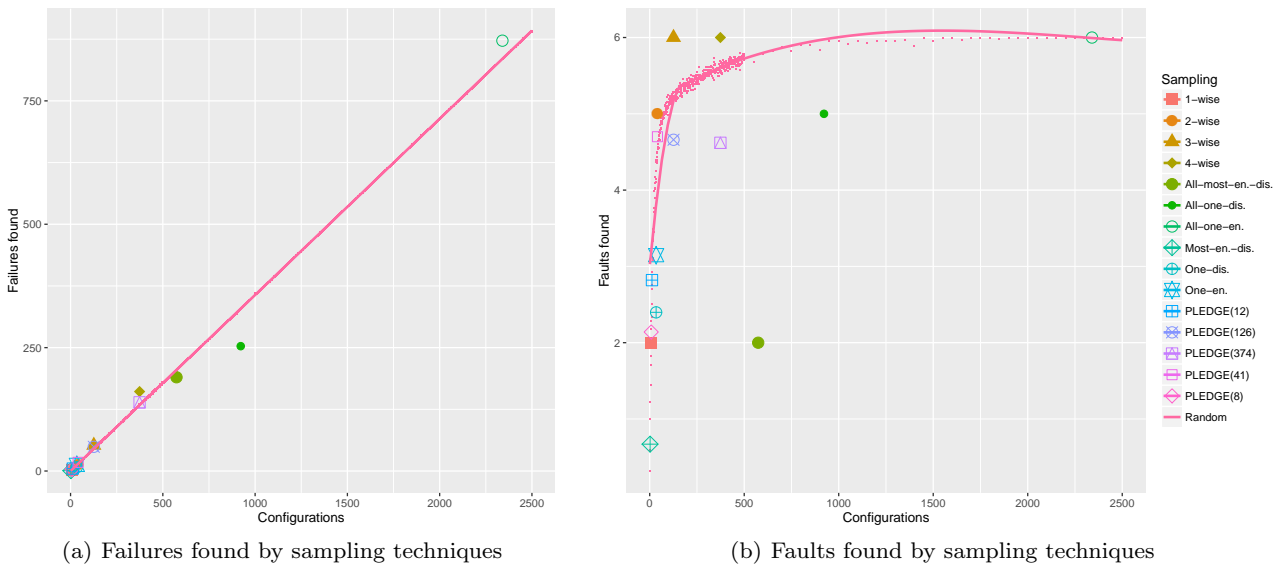 750
500
250
0
Failures found
0
500
1000
1500
2000
2500
Configurations
(a) Failures found by sampling techniques
6
4
2
Faults found
0
500
1000
1500
2000
2500
Configurations
(b) Faults found by sampling techniques
Sampling
1−wise
2−wise
3−wise
4−wise
All−most−en.−dis.
All−one−dis.
All−one−en.
Most−en.−dis.
One−dis.
One−en.
PLEDGE(12)
PLEDGE(126)
PLEDGE(374)
PLEDGE(41)
PLEDGE(8)
Random